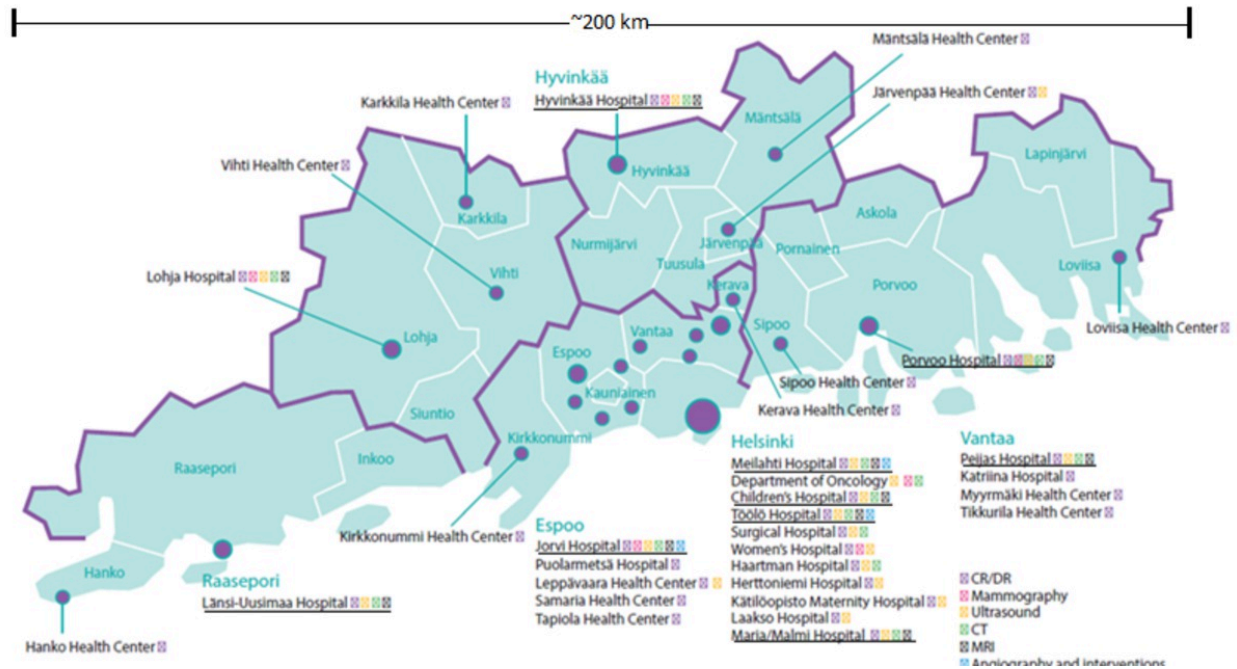 ~200 km
Mäntsälä Health Center
Hyvinkää
Hyvinkää Hospital
Karkkila Health Center
Järvenpää Health Center
Mäntsälä
Lapinjärvi
Vihti Health Center
Hyvinkää
Karkkila
Askola
Nurmijärvi
Järvenpää
Pornainen
Tuusula
Loviisa
Lohja Hospital
Vihti
Kerava
Porvoo
Lohja
Vantaa
Sipoo
Loviisa Health Center
Espoo
Porvoo Hospital
Kauniainen
Sipoo Health Center
Siuntio
Kerava Health Center
Kirkkonummi
Raasepori
Inkoo
Kirkkonummi Health Center
Hanko
Raasepori
Länsi-Uusimaa Hospital
Hanko Health Center
Espoo
Jorvi Hospital
Puolarmetsä Hospital
Leppävaara Health Center
Samaria Health Center
Tapiola Health Center
Helsinki
Meilahti Hospital
Department of Oncology
Children's Hospital
Töölö Hospital
Surgical Hospital
Women's Hospital
Haartman Hospital
Herttoniemi Hospital
Kätilöopisto Maternity Hospital
Laakso Hospital
Maria/Malmi Hospital
Vantaa
Peijas Hospital
Katriina Hospital
Myyrmäki Health Center
Tikkurila Health Center
CR/DR
Mammography
Ultrasound
CT
MRI
Angiography and interventions